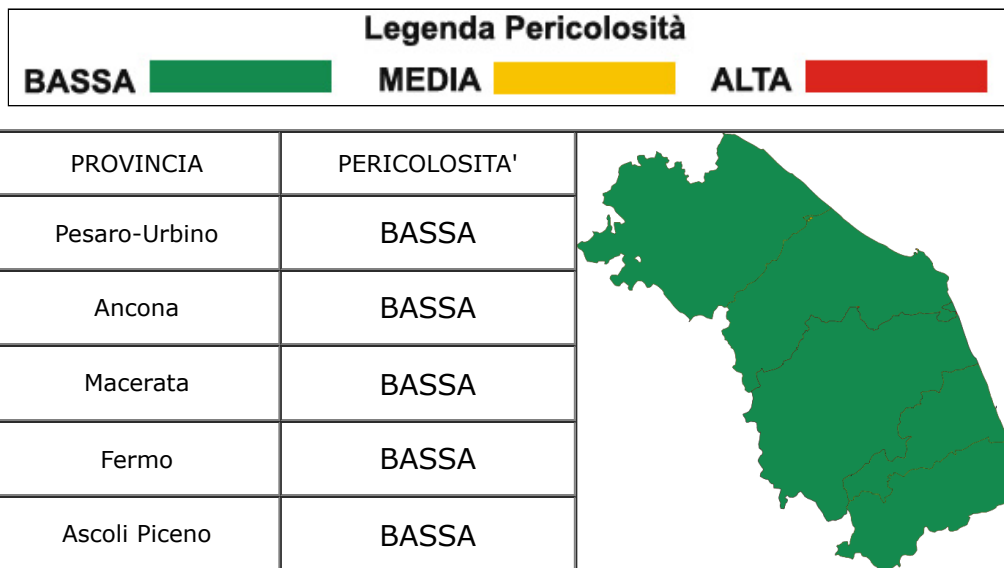 Legenda Pericolosità
BASSA MEDIA ALTA
PROVINCIA PERICOLOSITA'
Pesaro-Urbino BASSA
Ancona BASSA
Macerata BASSA
Fermo BASSA
Ascoli Piceno BASSA